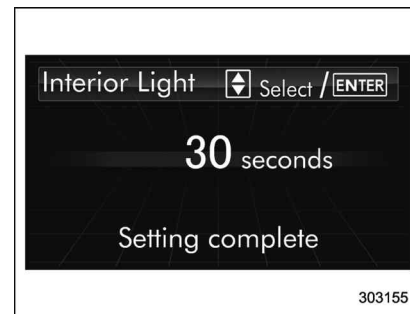 Interior Light Select / ENTER
30 seconds
Setting complete
303155